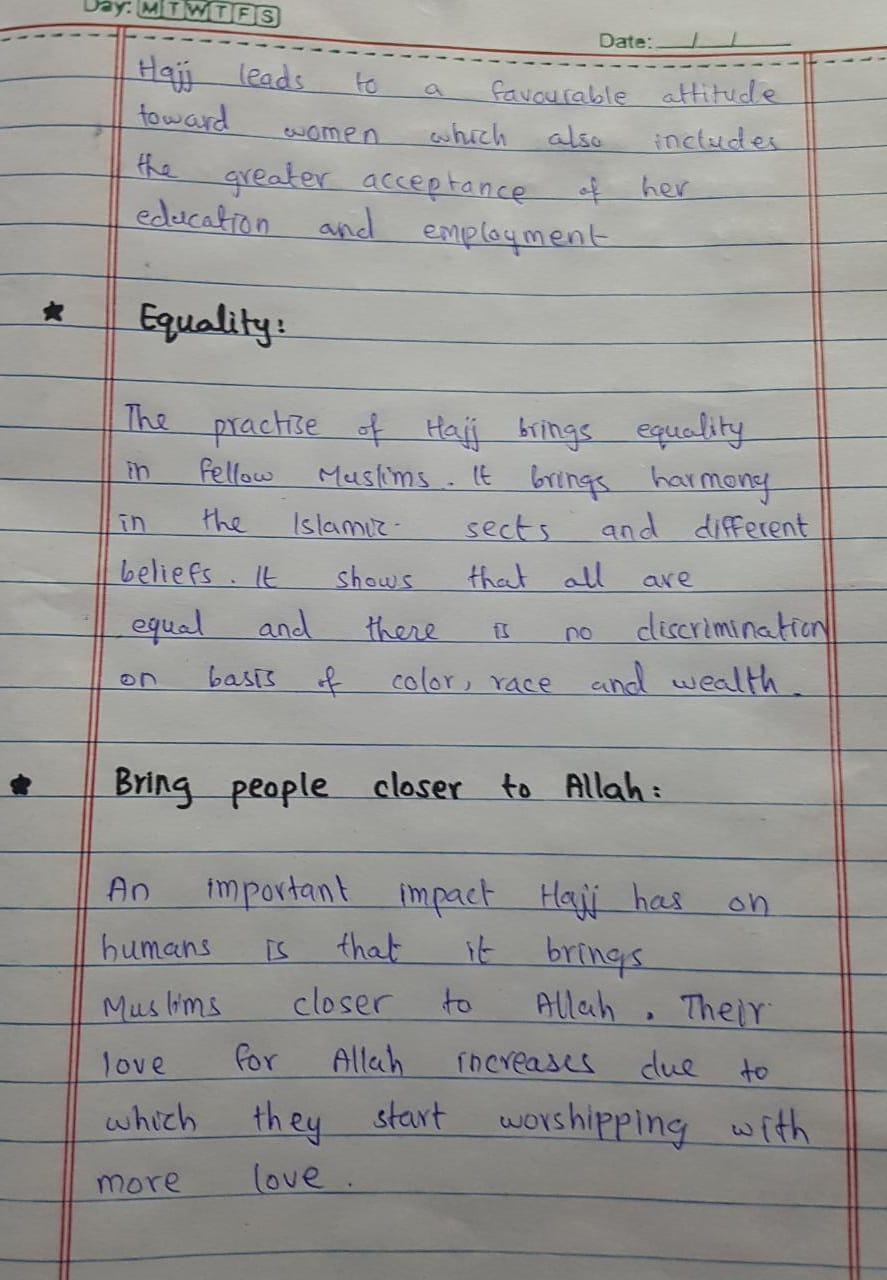 Day: M T W T F S
Date: / /
Hajj leads to a favourable attitude
toward women which also includes
the greater acceptance of her
education and employment
★ Equality:
The practise of Hajj brings equality
in fellow Muslims. It brings harmony
in the Islamic sects and different
beliefs. It shows that all are
equal and there is no discrimination
on basis of color, race and wealth.
★ Bring people closer to Allah:
An important impact Hajj has on
humans is that it brings
Muslims closer to Allah. Their
love for Allah increases due to
which they start worshipping with
more love.